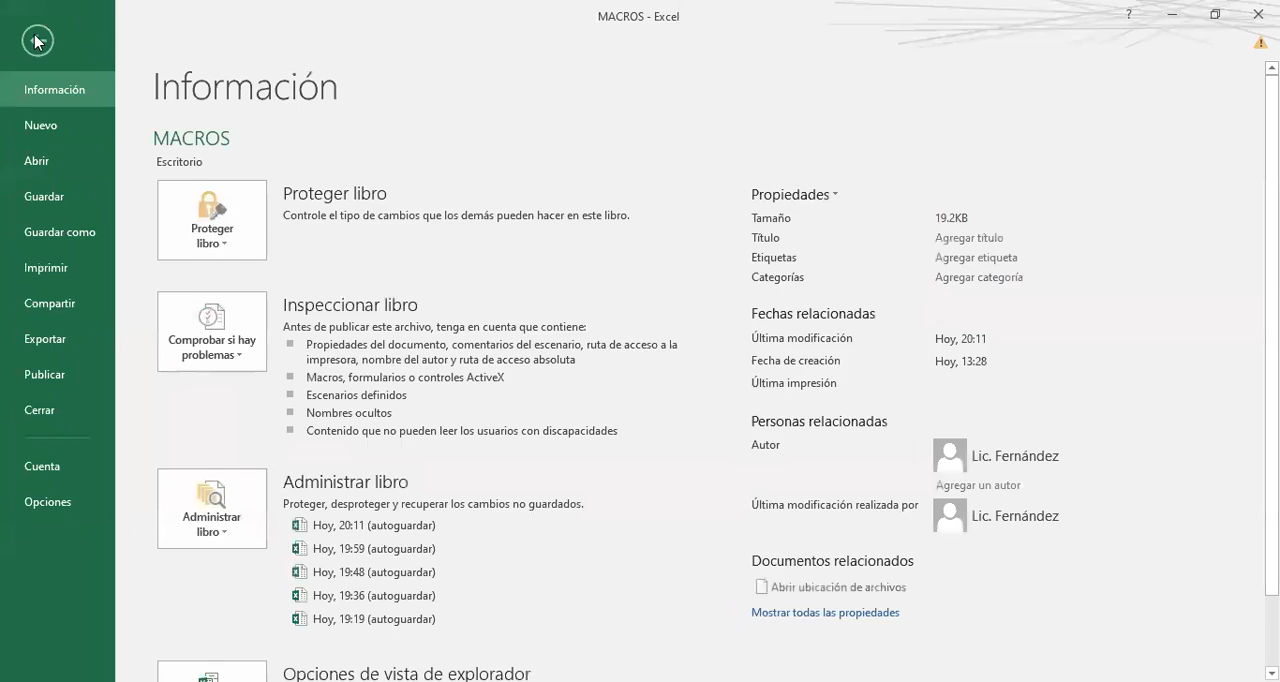 MACROS - Excel
?
Información
Nuevo
Abrir
Guardar
Guardar como
Imprimir
Compartir
Exportar
Publicar
Cerrar
Cuenta
Opciones
Información
MACROS
Escritorio
Proteger
libro
Proteger libro
Controle el tipo de cambios que los demás pueden hacer en este libro.
Comprobar si hay
problemas
Inspeccionar libro
Antes de publicar este archivo, tenga en cuenta que contiene:
Propiedades del documento, comentarios del escenario, ruta de acceso a la
impresora, nombre del autor y ruta de acceso absoluta
Macros, formularios o controles ActiveX
Escenarios definidos
Nombres ocultos
Contenido que no pueden leer los usuarios con discapacidades
Administrar
libro
Administrar libro
Proteger, desproteger y recuperar los cambios no guardados.
Hoy, 20:11 (autoguardar)
Hoy, 19:59 (autoguardar)
Hoy, 19:48 (autoguardar)
Hoy, 19:36 (autoguardar)
Hoy, 19:19 (autoguardar)
Opciones de vista de explorador
Propiedades
Tamaño 19.2KB
Título Agregar título
Etiquetas Agregar etiqueta
Categorías Agregar categoría
Fechas relacionadas
Última modificación Hoy, 20:11
Fecha de creación Hoy, 13:28
Última impresión
Personas relacionadas
Autor Lic. Fernández
Agregar un autor
Última modificación realizada por Lic. Fernández
Documentos relacionados
Abrir ubicación de archivos
Mostrar todas las propiedades